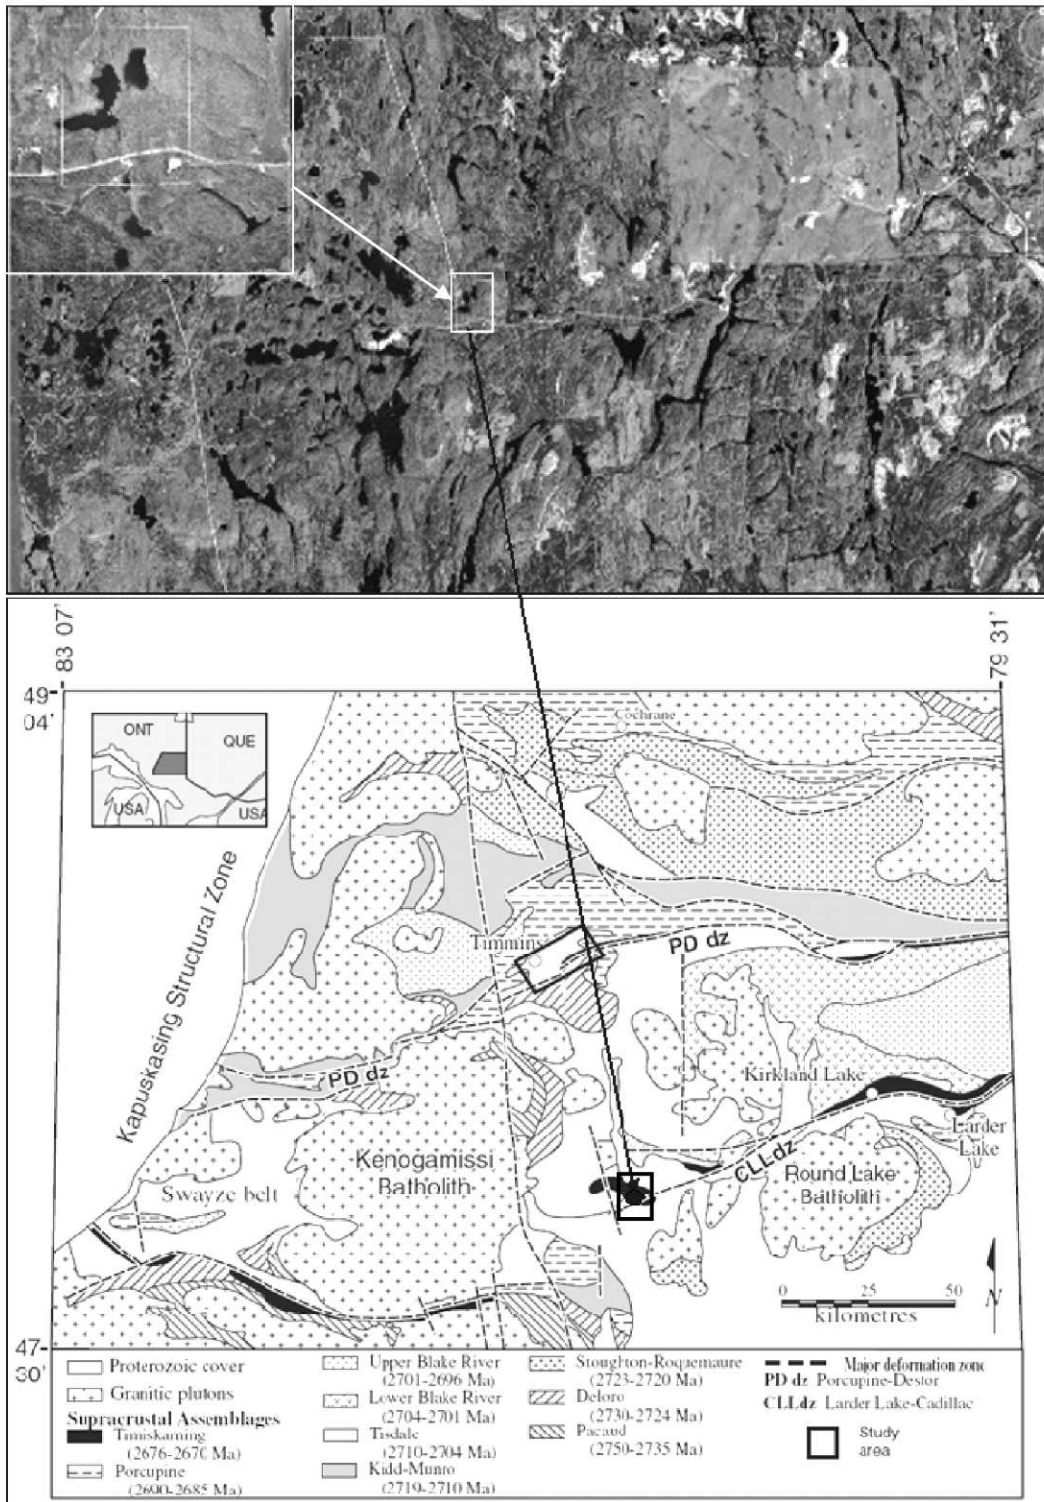 83 07'
79 31'
49
04'
ONT
QUE
USA
USA
Cochrane
Kapuskasing Structural Zone
Timmins
PD dz
PD dz
Kirkland Lake
Larder
Lake
CLLdz
Kenogamissi
Batholith
Round Lake
Batholith
Swayze belt
0 25 50
kilometres
N
47
30'
Proterozoic cover
Granitic plutons
Supracrustal Assemblages
Timiskaming
(2676-2670 Ma)
Porcupine
(2690-2685 Ma)
Upper Blake River
(2701-2696 Ma)
Lower Blake River
(2704-2701 Ma)
Tisdale
(2710-2704 Ma)
Kidd-Munro
(2719-2710 Ma)
Stoughton-Roquemaure
(2723-2720 Ma)
Deloro
(2730-2724 Ma)
Pacaud
(2750-2735 Ma)
Major deformation zone
PD dz Porcupine-Destor
CLLdz Larder Lake-Cadillac
Study
area